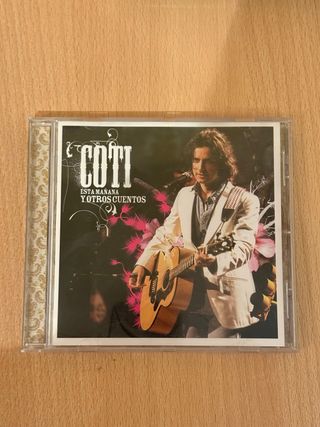 COTI
ESTA MAÑANA
Y OTROS CUENTOS